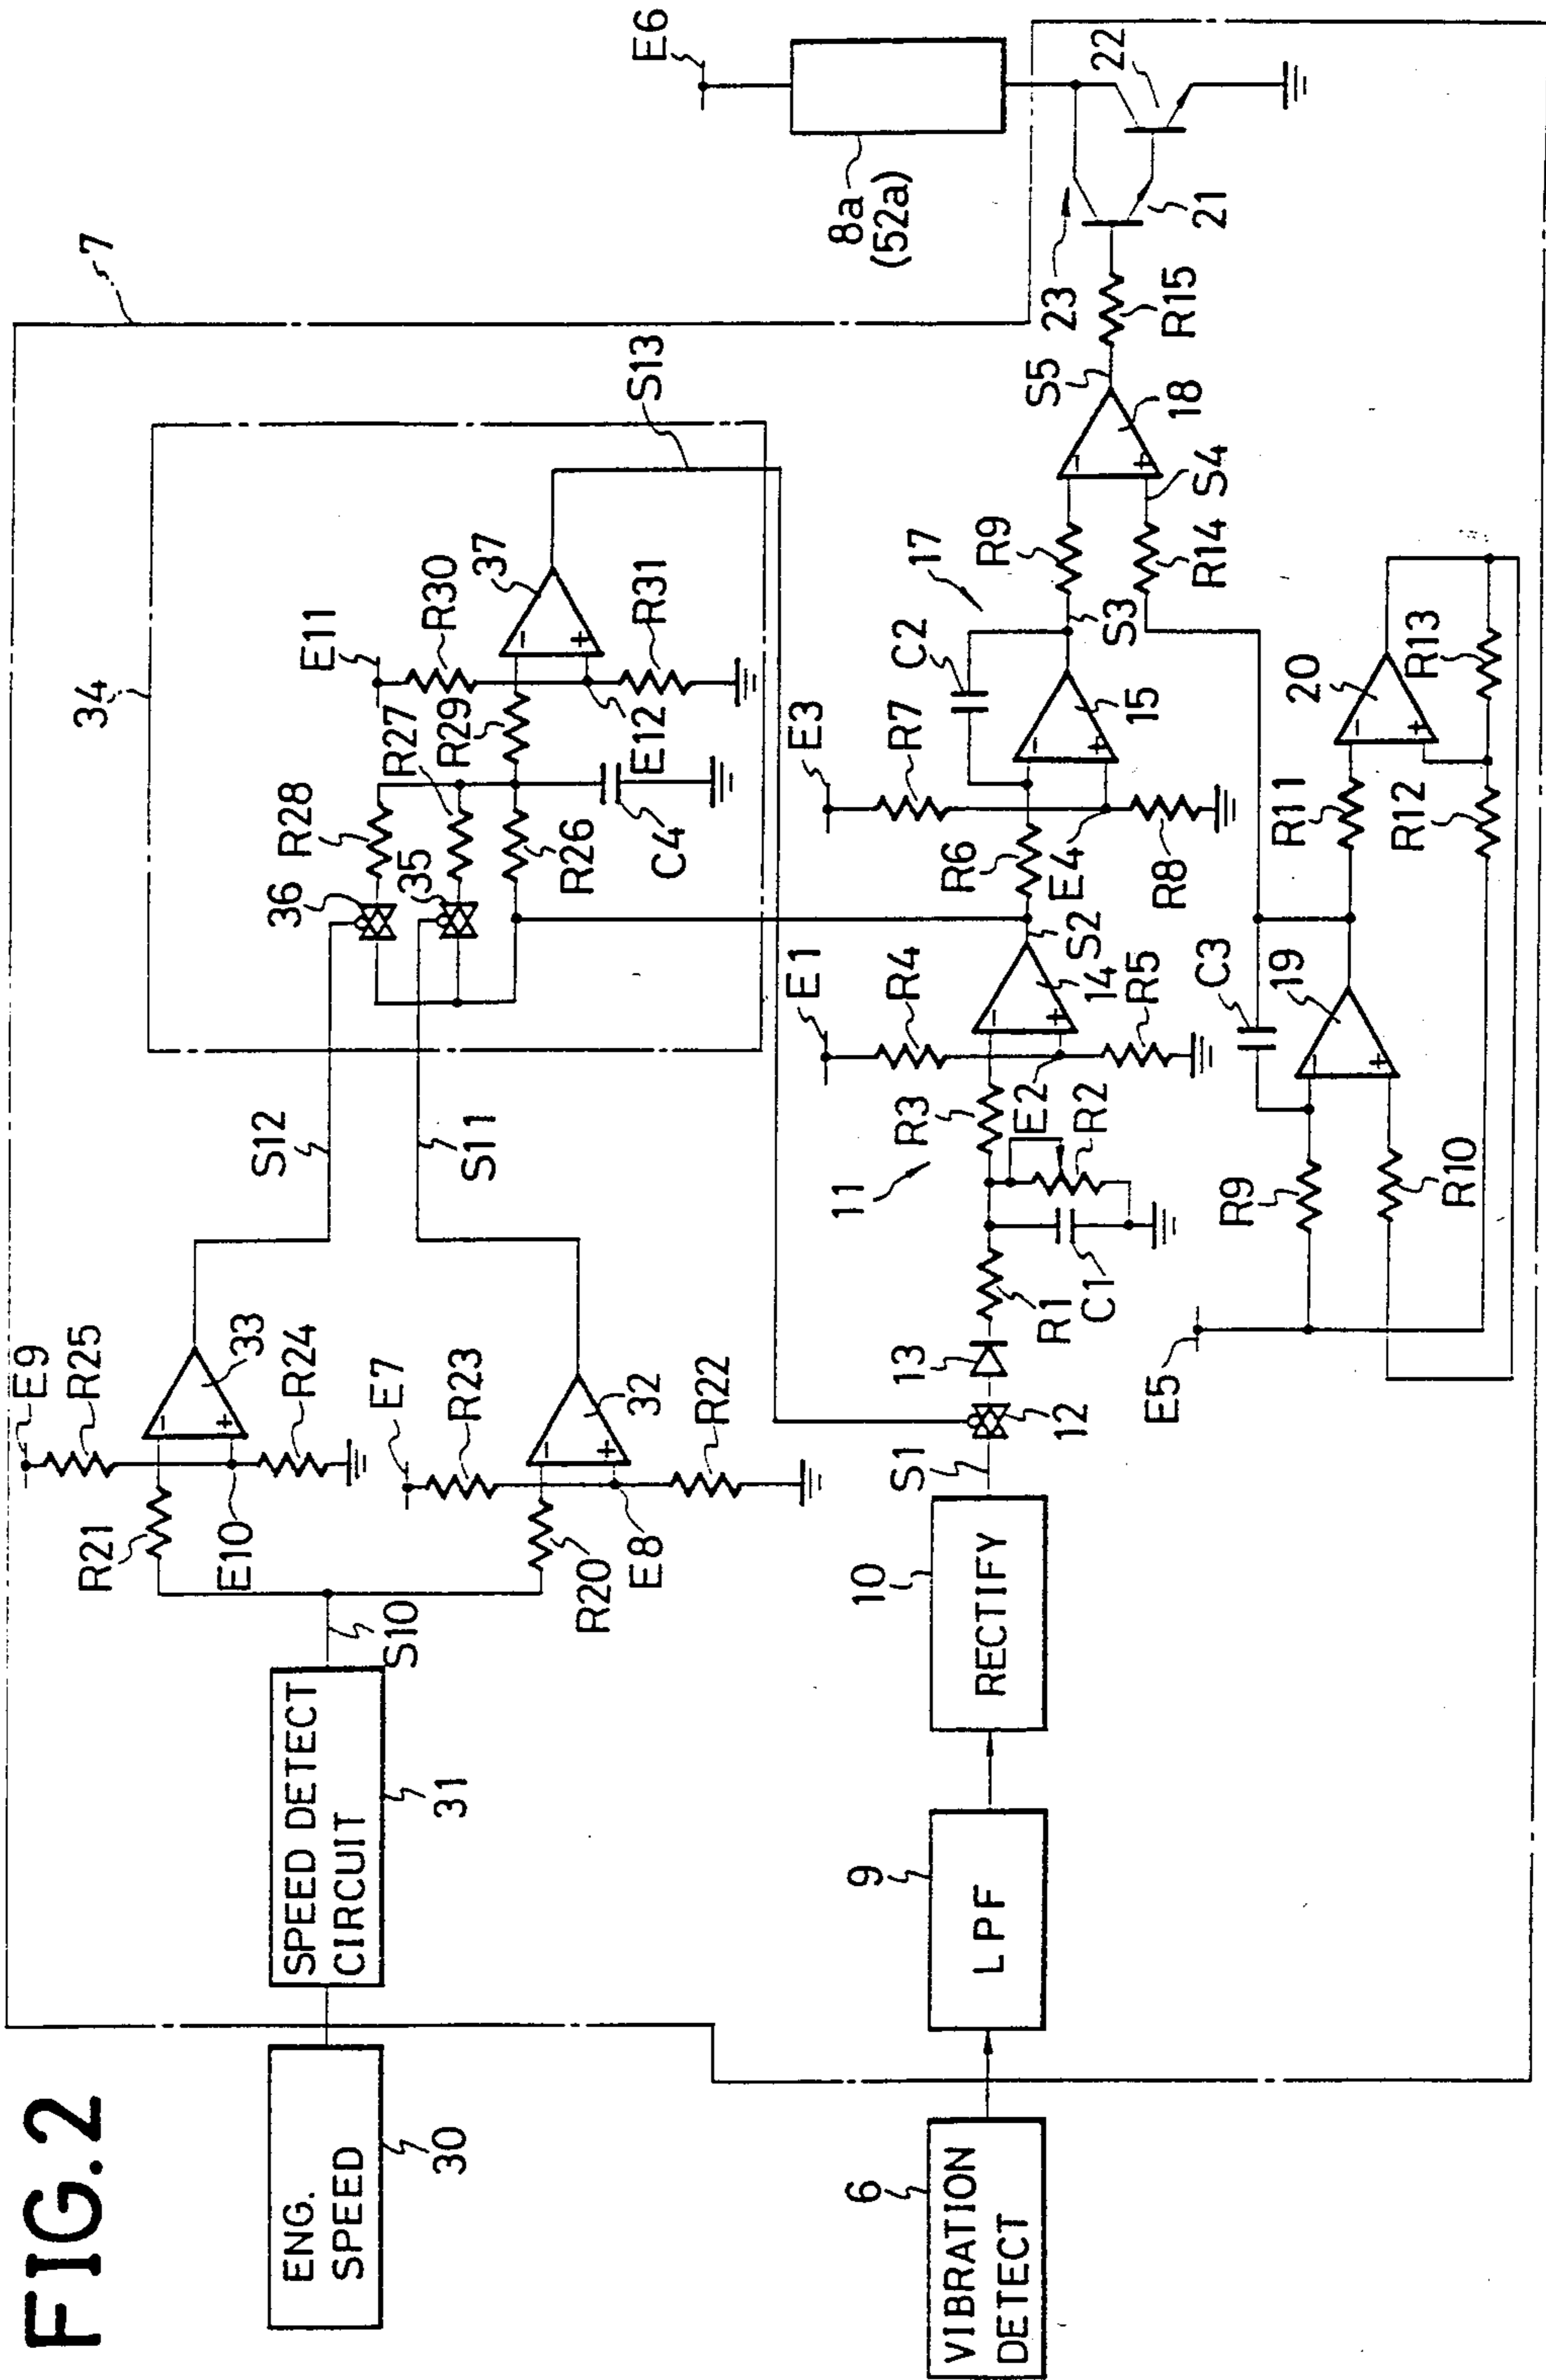 FIG.2
ENG.
SPEED
30
SPEED DETECT
CIRCUIT
31
S10
R21
E10
R20
E8
E9
R25
33
R24
E7
R23
32
R22
S12
S11
34
36
R28
35
R27
R26
R29
C4
E11
E12
R30
37
R31
S13
7
VIBRATION
DETECT
6
LPF
9
RECTIFY
10
S1
12
13
R1
C1
11
R3
E2
R2
E1
R4
14
R5
S2
R6
E4
R8
E3
R7
15
C2
17
S3
R9
R14
S4
S5
18
R15
23
21
22
8a
(52a)
E6
E5
R9
R10
C3
19
R11
R12
20
R13